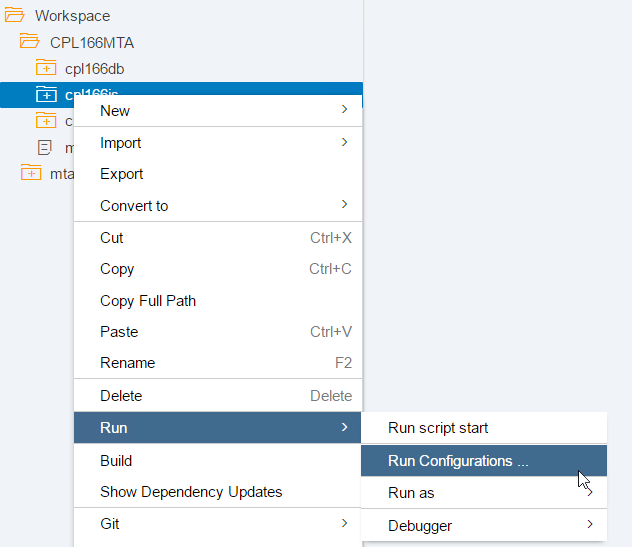 Workspace
CPL166MTA
cpl166db
cpl166js
New
c
Import
m
Export
mta
Convert to
Cut Ctrl+X
Copy Ctrl+C
Copy Full Path
Paste Ctrl+V
Rename F2
Delete Delete
Run
Run script start
Build
Run Configurations ...
Show Dependency Updates
Run as
Git
Debugger